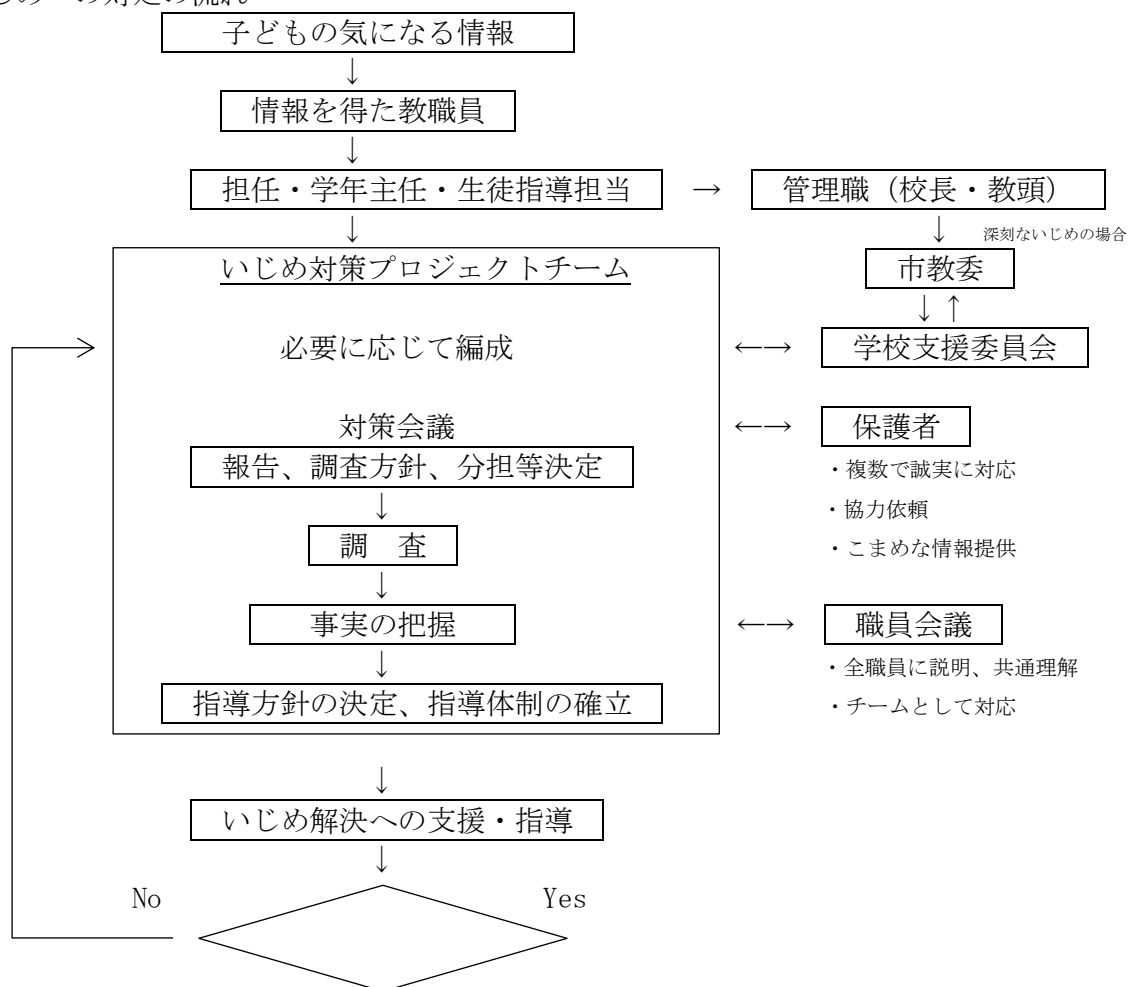 子どもの気になる情報
↓
情報を得た教職員
↓
担任・学年主任・生徒指導担当 → 管理職（校長・教頭）
↓ ↓ 深刻ないじめの場合
いじめ対策プロジェクトチーム 市教委
↓↑
必要に応じて編成 ←→ 学校支援委員会
対策会議 ←→ 保護者
報告、調査方針、分担等決定 ・複数で誠実に対応
↓ ・協力依頼
調　査 ・こまめな情報提供
↓
事実の把握 ←→ 職員会議
↓ ・全職員に説明、共通理解
指導方針の決定、指導体制の確立 ・チームとして対応
↓
いじめ解決への支援・指導
↓
No Yes